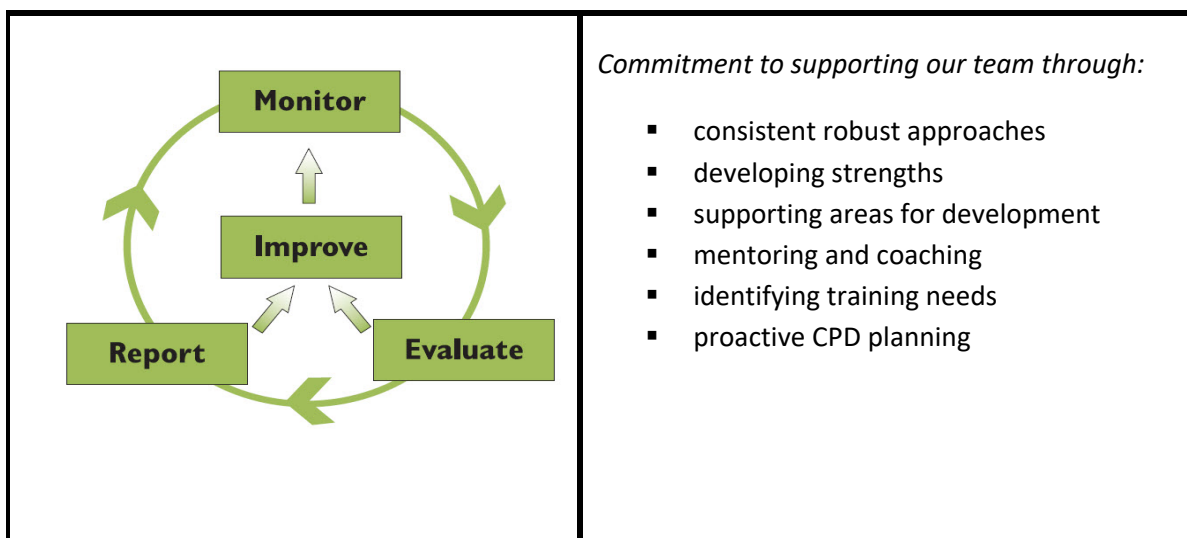 Monitor
Improve
Report
Evaluate
Commitment to supporting our team through:
▪ consistent robust approaches
▪ developing strengths
▪ supporting areas for development
▪ mentoring and coaching
▪ identifying training needs
▪ proactive CPD planning